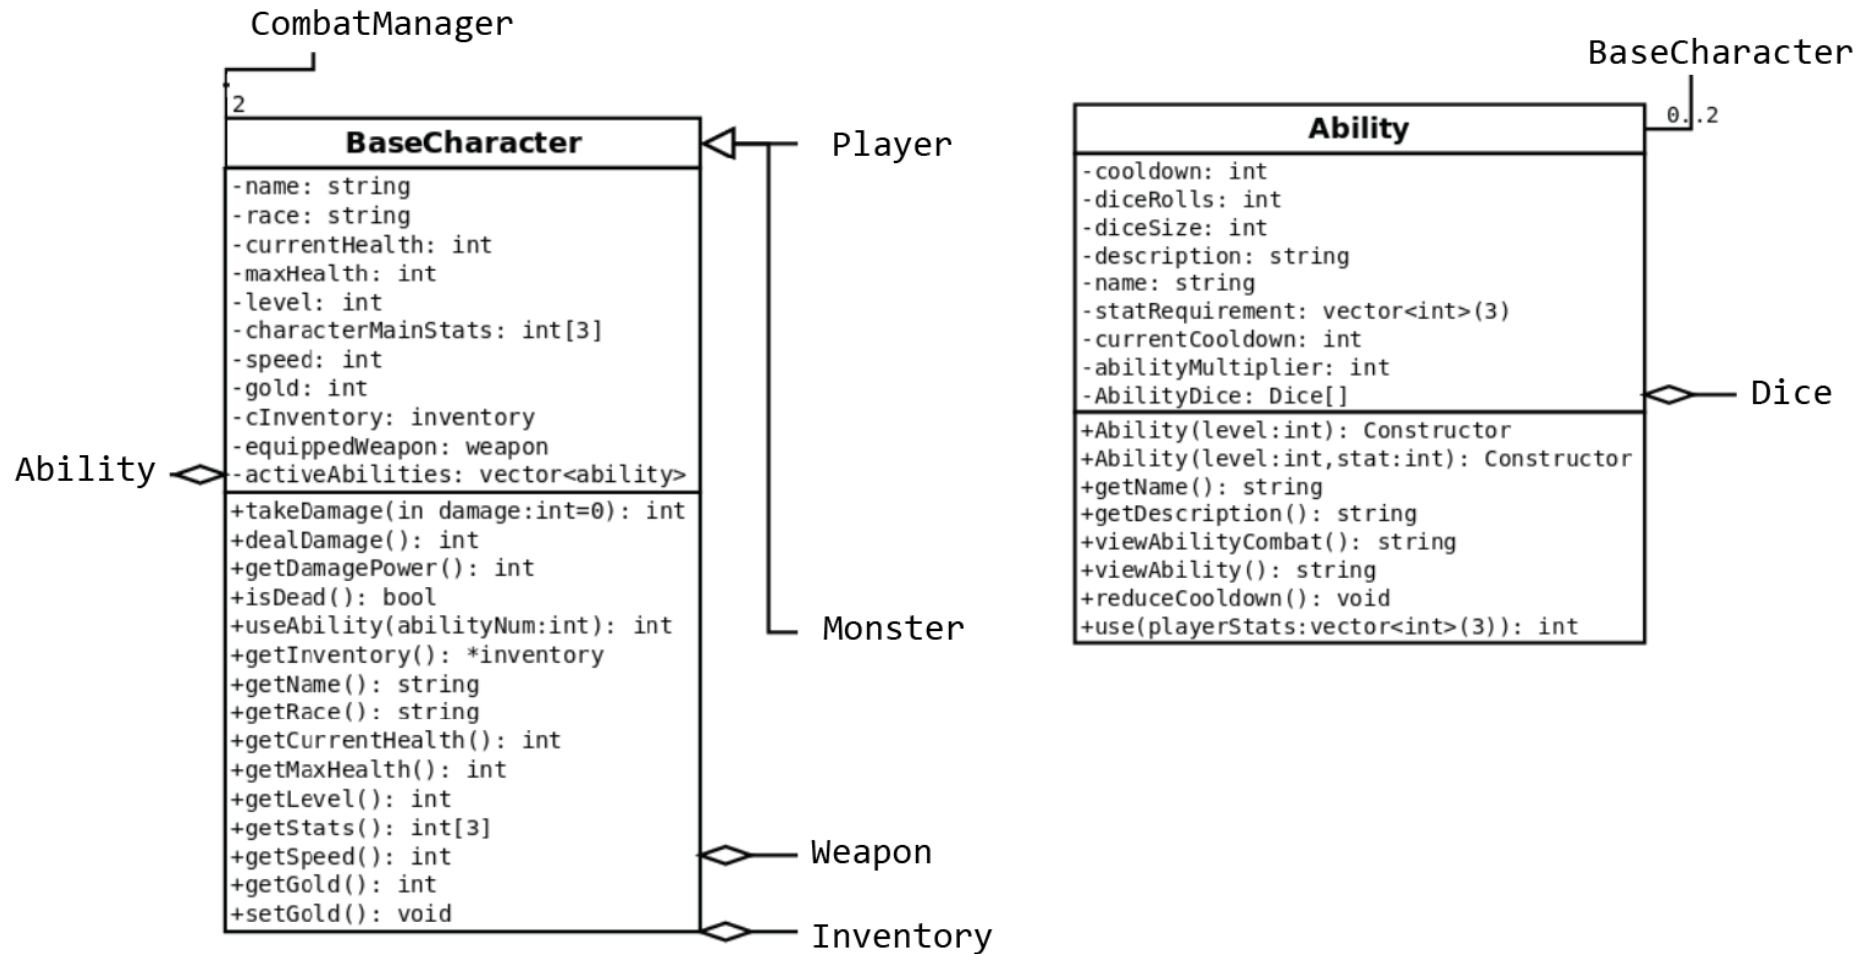 CombatManager
2
BaseCharacter
-name: string
-race: string
-currentHealth: int
-maxHealth: int
-level: int
-characterMainStats: int[3]
-speed: int
-gold: int
-cInventory: inventory
-equippedWeapon: weapon
-activeAbilities: vector<ability>
+takeDamage(in damage:int=0): int
+dealDamage(): int
+getDamagePower(): int
+isDead(): bool
+useAbility(abilityNum:int): int
+getInventory(): *inventory
+getName(): string
+getRace(): string
+getCurrentHealth(): int
+getMaxHealth(): int
+getLevel(): int
+getStats(): int[3]
+getSpeed(): int
+getGold(): int
+setGold(): void
Ability
Player
Monster
Weapon
Inventory
BaseCharacter
0..2
Ability
-cooldown: int
-diceRolls: int
-diceSize: int
-description: string
-name: string
-statRequirement: vector<int>(3)
-currentCooldown: int
-abilityMultiplier: int
-AbilityDice: Dice[]
+Ability(level:int): Constructor
+Ability(level:int,stat:int): Constructor
+getName(): string
+getDescription(): string
+viewAbilityCombat(): string
+viewAbility(): string
+reduceCooldown(): void
+use(playerStats:vector<int>(3)): int
Dice